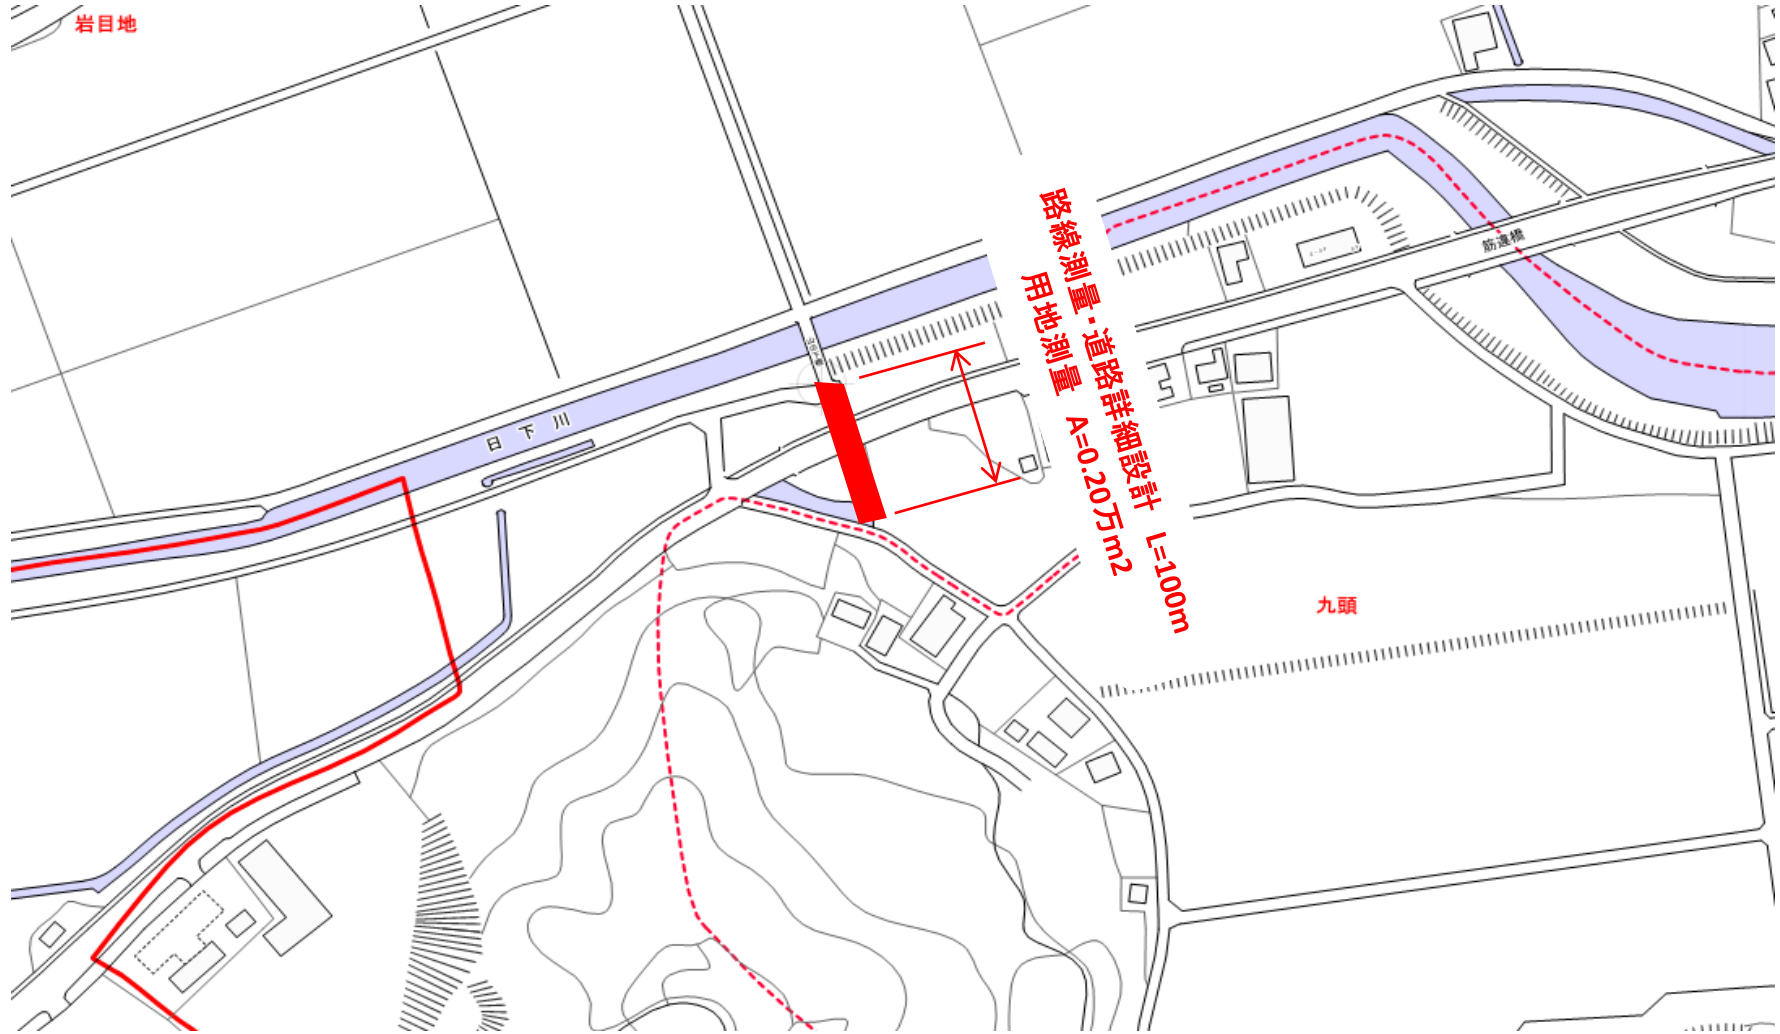 岩目地
路線測量・道路詳細設計 L=100m
用地測量 A=0.20万m2
筋違橋
日下川
九頭